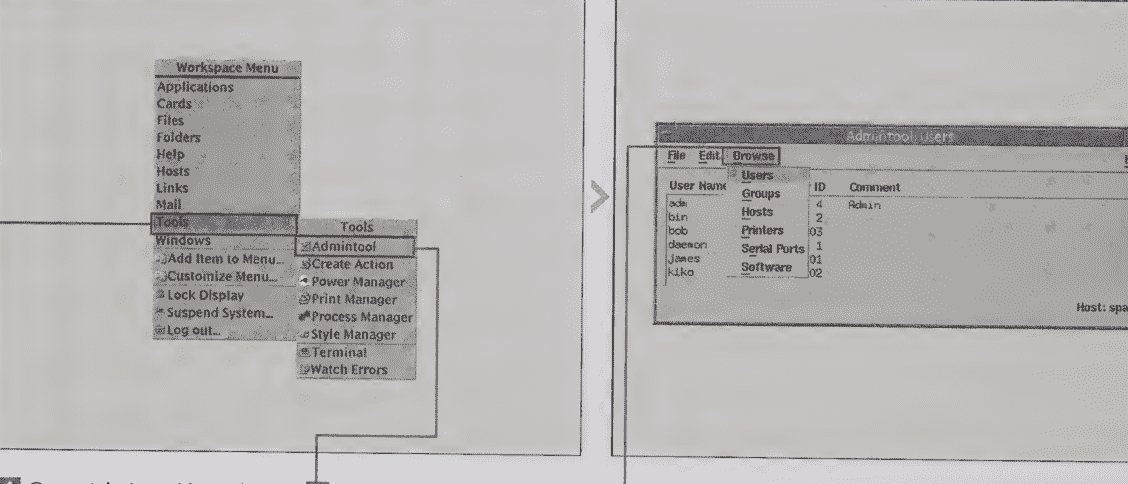 Workspace Menu
Applications
Cards
Files
Folders
Help
Hosts
Links
Mail
Tools
Windows
Add Item to Menu...
Customize Menu...
Lock Display
Suspend System...
Log out...
Tools
Admintool
Create Action
Power Manager
Print Manager
Process Manager
Style Manager
Terminal
Watch Errors
Admintool: Users
File Edit Browse
Users
Groups
Hosts
Printers
Serial Ports
Software
User Name ID Comment
adm 4 Admin
bin 2
bob 03
daemon 1
james 01
kiko 02
Host: spa